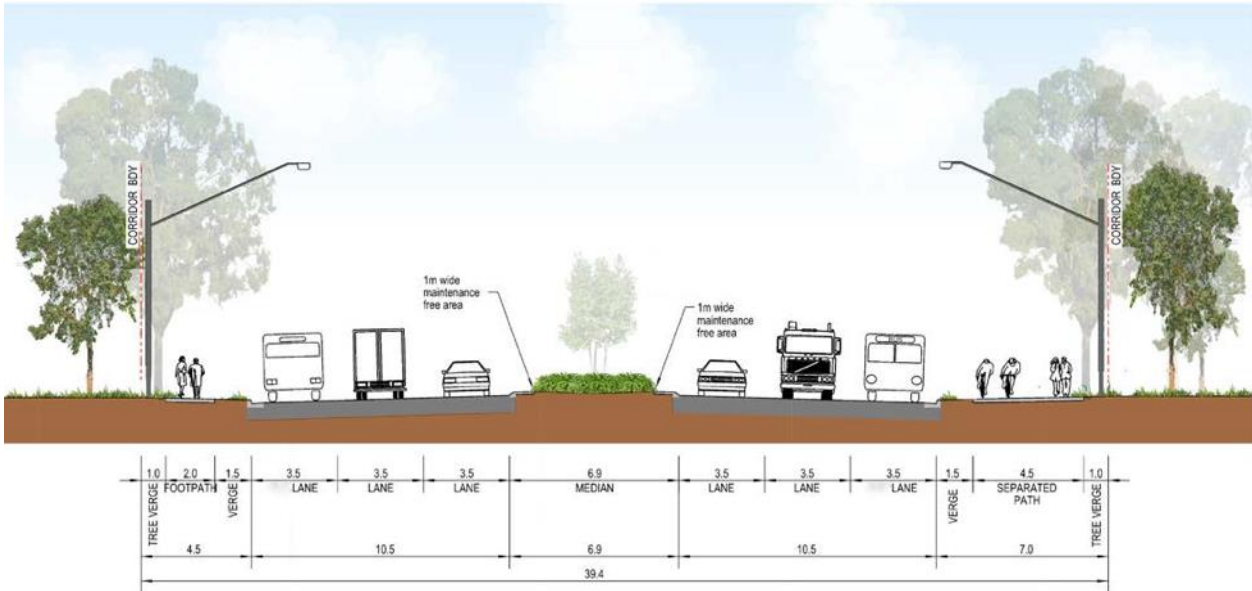 CORRIDOR BDY
CORRIDOR BDY
1m wide
maintenance
free area
1m wide
maintenance
free area
1.0 2.0 1.5 3.5 3.5 3.5 6.9 3.5 3.5 3.5 1.5 4.5 1.0
TREE VERGE FOOTPATH VERGE LANE LANE LANE MEDIAN LANE LANE LANE VERGE SEPARATED
PATH TREE VERGE
4.5 10.5 6.9 10.5 7.0
39.4